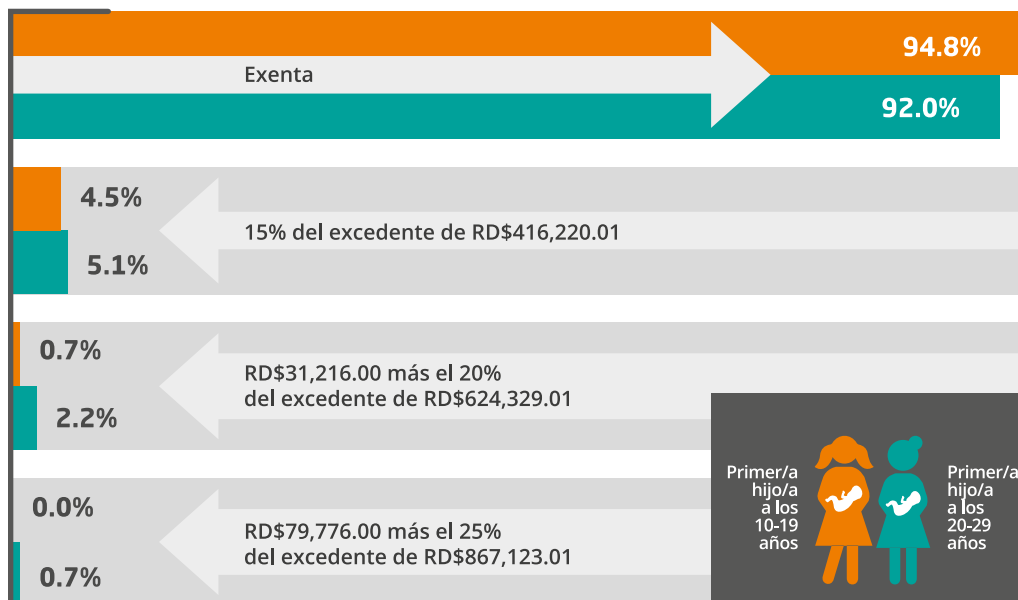 94.8%
Exenta
92.0%
4.5%
15% del excedente de RD$416,220.01
5.1%
0.7%
RD$31,216.00 más el 20%
del excedente de RD$624,329.01
2.2%
0.0%
RD$79,776.00 más el 25%
del excedente de RD$867,123.01
0.7%
Primer/a
hijo/a
a los
10-19
años
Primer/a
hijo/a
a los
20-29
años